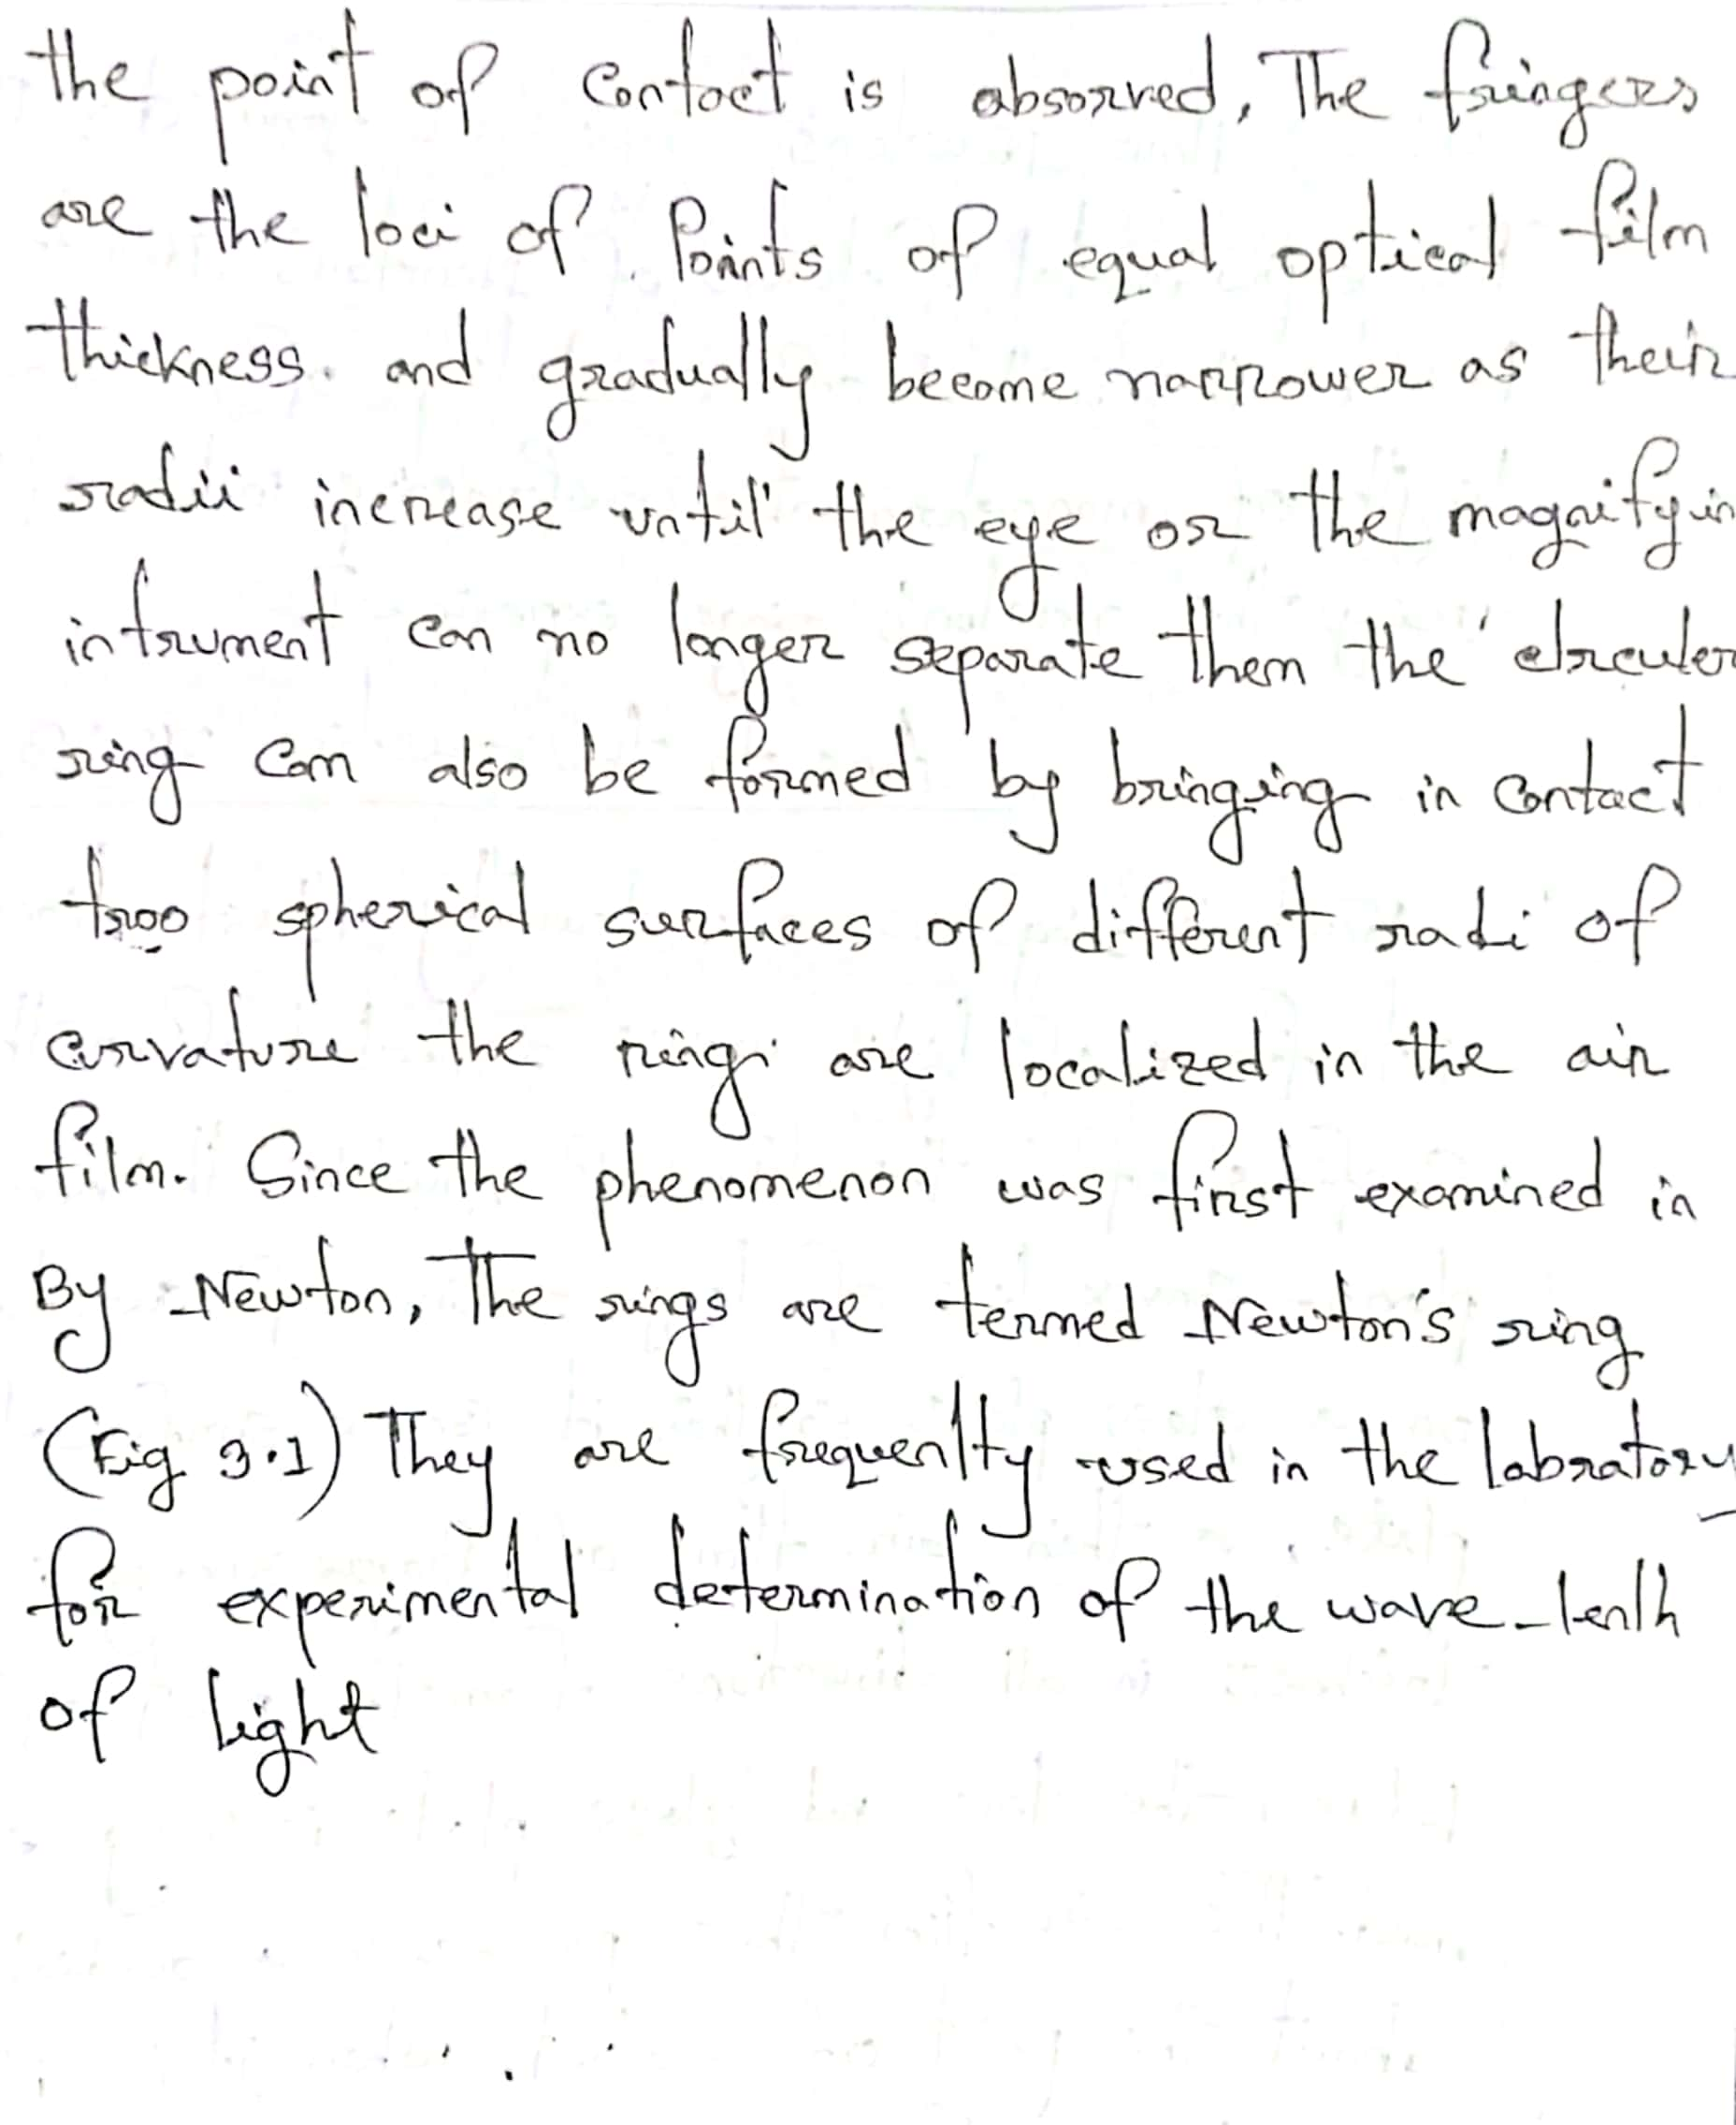 the point of contact is absorved, The fringers
are the loci of Points of equal optical film
thickness. and gradually become narrower as their
radii increase until the eye or the magnifyin
intrument can no longer separate them the circuler
ring can also be formed by bringing in contact
two spherical surfaces of different radi of
curvature the ring are localized in the air
film. Since the phenomenon was first examined in
By Newton, The rings are termed Newton's ring
(Fig 3.1) They are frequenlty used in the labratory
for experimental determination of the wave-lenth
of light